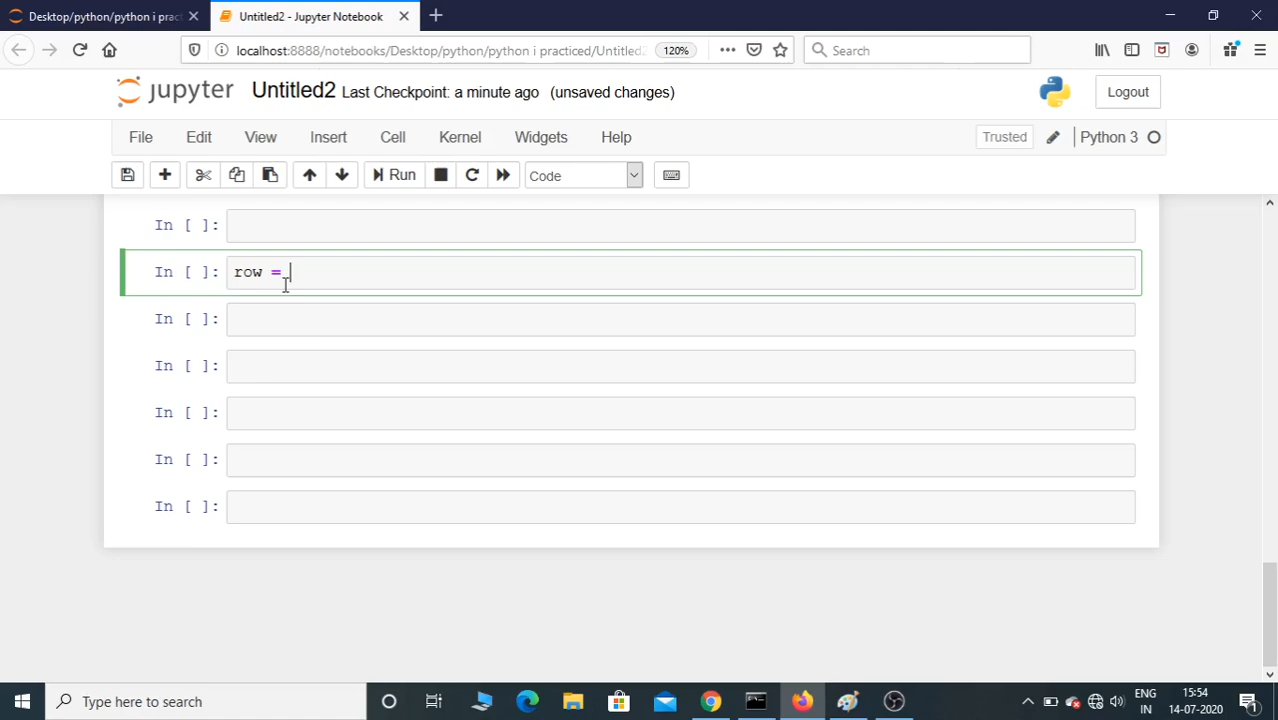 Desktop/python/python i pract
Untitled2 - Jupyter Notebook
localhost:8888/notebooks/Desktop/python/python i practiced/Untitled2
120%
Search
jupyter Untitled2 Last Checkpoint: a minute ago (unsaved changes)
Logout
File Edit View Insert Cell Kernel Widgets Help
Trusted
Python 3
Run
Code
In [ ]:
In [ ]: row =
In [ ]:
In [ ]:
In [ ]:
In [ ]:
In [ ]:
Type here to search
ENG
IN
15:54
14-07-2020